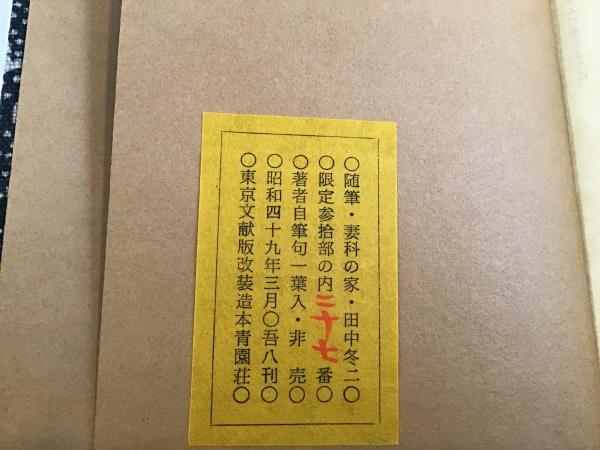 ○随筆・妻科の家・田中冬二○
○限定参拾部の内二十七番○
○著者自筆句一葉入・非売○
○昭和四十九年三月○吾八刊○
○東京文献版改装造本青園荘○